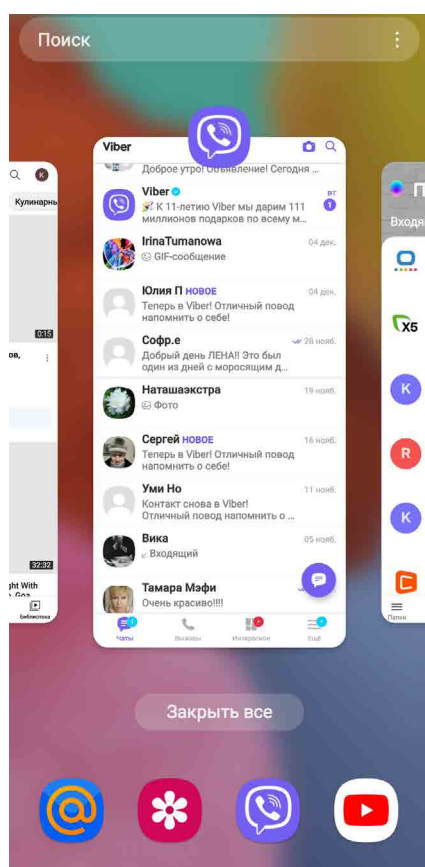 Поиск
Viber
Доброе утро! Объявление! Сегодня ...
Viber
вт
🎉 К 11-летию Viber мы дарим 111
миллионов подарков по всему м...
1
IrinaTumanowa
04 дек.
GIF-сообщение
Юлия П НОВОЕ
04 дек.
Теперь в Viber! Отличный повод
напомнить о себе!
Софр.е
28 нояб.
Добрый день ЛЕНА!! Это был
один из дней с моросящим д...
Наташаэкстра
19 нояб.
Фото
Сергей НОВОЕ
16 нояб.
Теперь в Viber! Отличный повод
напомнить о себе!
Уми Но
11 нояб.
Контакт снова в Viber!
Отличный повод напомнить о ...
Вика
05 нояб.
Входящий
Тамара Мэфи
Очень красиво!!!!
Чаты
Вызовы
Интересное
Ещё
К
Кулинарнь
0:15
ов,
32:32
ght With
Goa
Библиотека
П
Входя
X5
К
R
К
Папки
Закрыть все